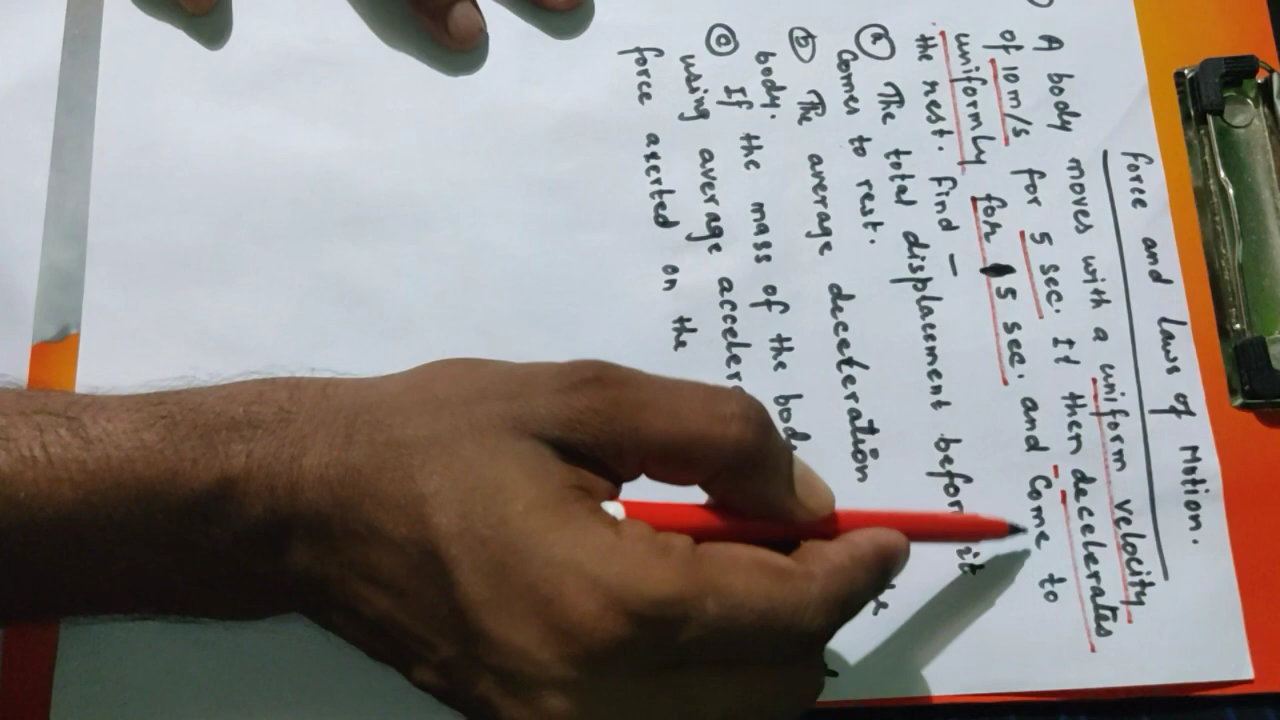 Force and Laws of Motion.
A body moves with a uniform velocity
of 10 m/s for 5 sec. It then decelerates
uniformly for 5 sec. and Come to
the rest. Find –
(a) The total displacement before it
Comes to rest.
(b) The average deceleration
body.
(c) If the mass of the body
using average
force exerted on the